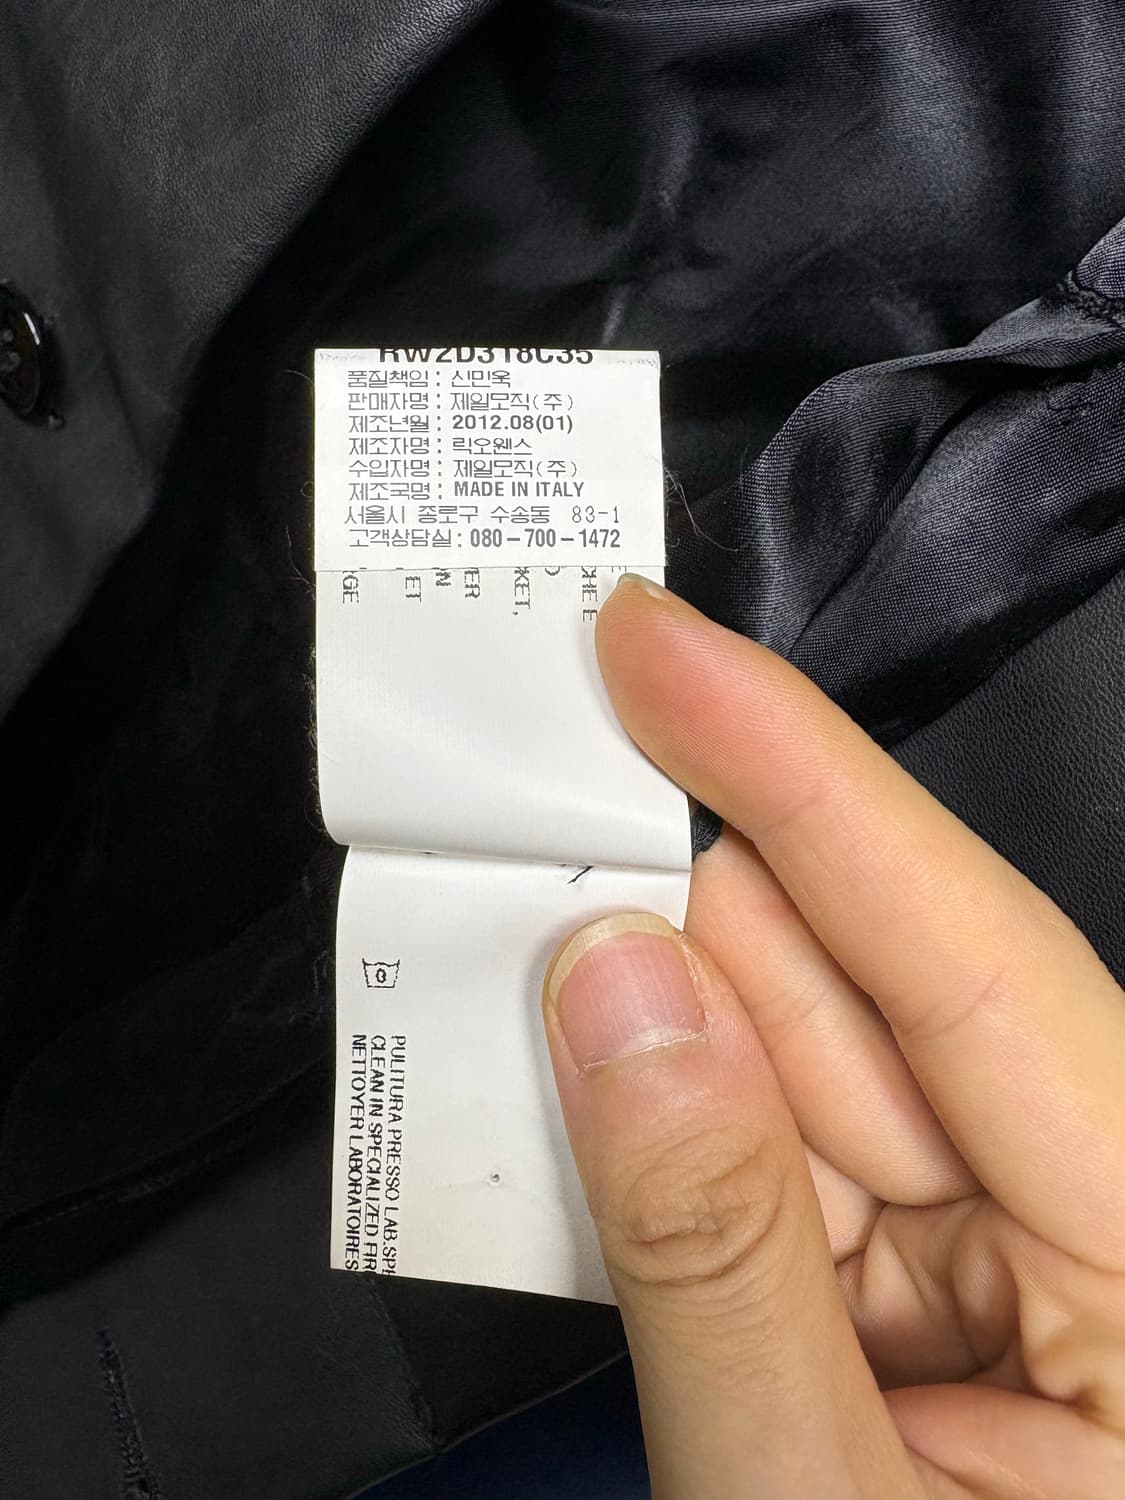 RW2D318C35
품질책임 : 신민욱
판매자명 : 제일모직(주)
제조년월 : 2012.08(01)
제조자명 : 릭오웬스
수입자명 : 제일모직(주)
제조국명 : MADE IN ITALY
서울시 종로구 수송동 83-1
고객상담실 : 080-700-1472
PULITURA PRESSO LAB.
CLEAN IN SPECIALIZED
NETTOYER LABORATOIRES